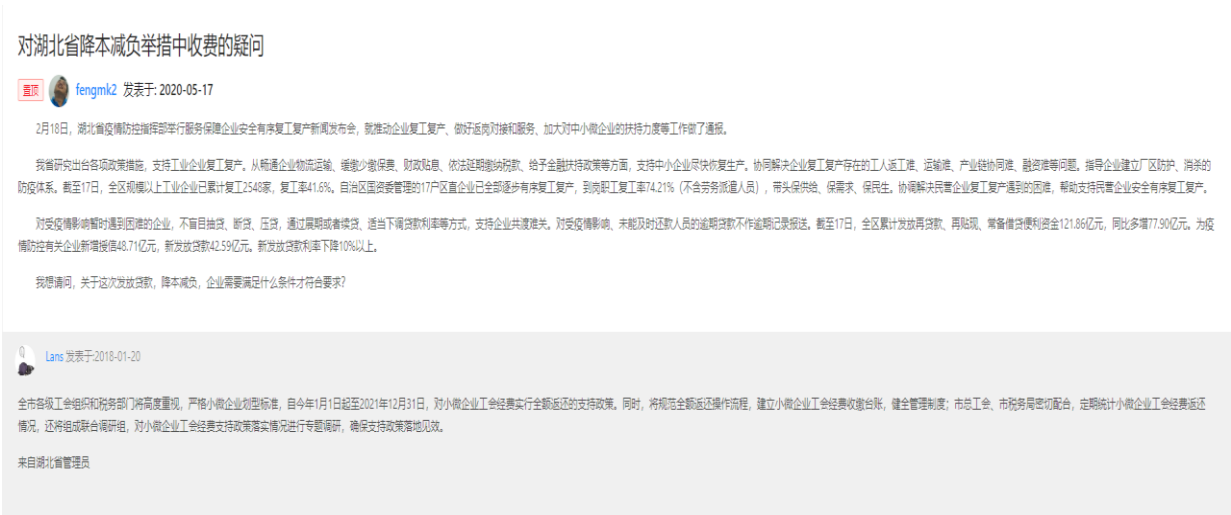 对湖北省降本减负举措中收费的疑问
置顶 fengmk2 发表于: 2020-05-17
2月18日，湖北省疫情防控指挥部举行服务保障企业安全有序复工复产新闻发布会，就推动企业复工复产、做好返岗对接和服务、加大对中小微企业的扶持力度等工作做了通报。
我省研究出台各项政策措施，支持工业企业复工复产。从畅通企业物流运输、缓缴少缴保费、财政贴息、依法延期缴纳税款、给予金融扶持政策等方面，支持中小企业尽快恢复生产。协同解决企业复工复产存在的工人返工难、运输难、产业链协同难、融资难等问题。指导企业建立厂区防护、消杀的
防疫体系。截至17日，全区规模以上工业企业已累计复工2548家，复工率41.6%。自治区国资委管理的17户区直企业已全部逐步有序复工复产，到岗职工复工率74.21%（不含劳务派遣人员），带头保供给、保需求、保民生。协调解决民营企业复工复产遇到的困难，帮助支持民营企业安全有序复工复产。
对受疫情影响暂时遇到困难的企业，不盲目抽贷、断贷、压贷，通过展期或者续贷、适当下调贷款利率等方式，支持企业共渡难关。对受疫情影响、未能及时还款人员的逾期贷款不作逾期记录报送。截至17日，全区累计发放再贷款、再贴现、常备借贷便利资金121.86亿元，同比多增77.90亿元。为疫
情防控有关企业新增授信48.71亿元，新发放贷款42.59亿元。新发放贷款利率下降10%以上。
我想请问，关于这次发放贷款，降本减负，企业需要满足什么条件才符合要求?
Lans 发表于:2018-01-20
全市各级工会组织和税务部门将高度重视，严格小微企业划型标准，自今年1月1日起至2021年12月31日，对小微企业工会经费实行全额返还的支持政策。同时，将规范全额返还操作流程，建立小微企业工会经费收缴台账，健全管理制度；市总工会、市税务局密切配合，定期统计小微企业工会经费返还
情况，还将组成联合调研组，对小微企业工会经费支持政策落实情况进行专题调研，确保支持政策落地见效。
来自湖北省管理员